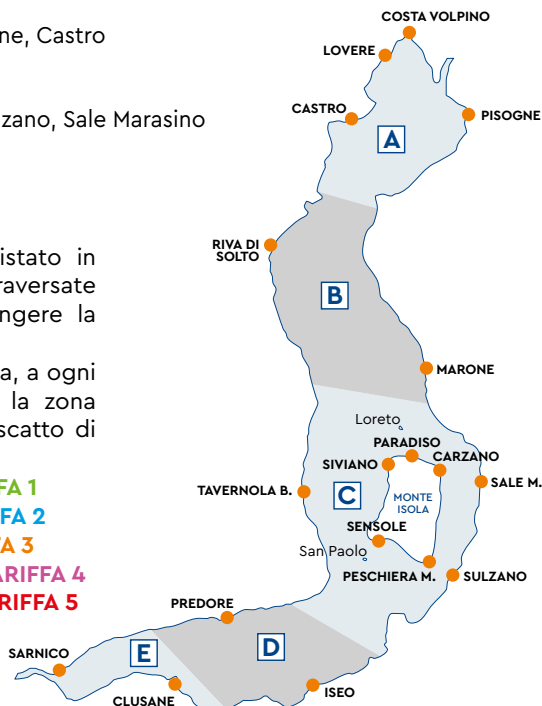 ne, Castro
zano, Sale Marasino
istato in
raversate
ngere la
a, a ogni
la zona
scatto di
FA 1
FA 2
A 3
ARIFFA 4
RIFFA 5
COSTA VOLPINO
LOVERE
CASTRO
PISOGNE
A
RIVA DI
SOLTO
B
MARONE
Loreto
PARADISO
CARZANO
SIVIANO
SALE M.
TAVERNOLA B.
C
MONTE
ISOLA
SENSOLE
San Paolo
PESCHIERA M.
SULZANO
PREDORE
D
E
SARNICO
ISEO
CLUSANE